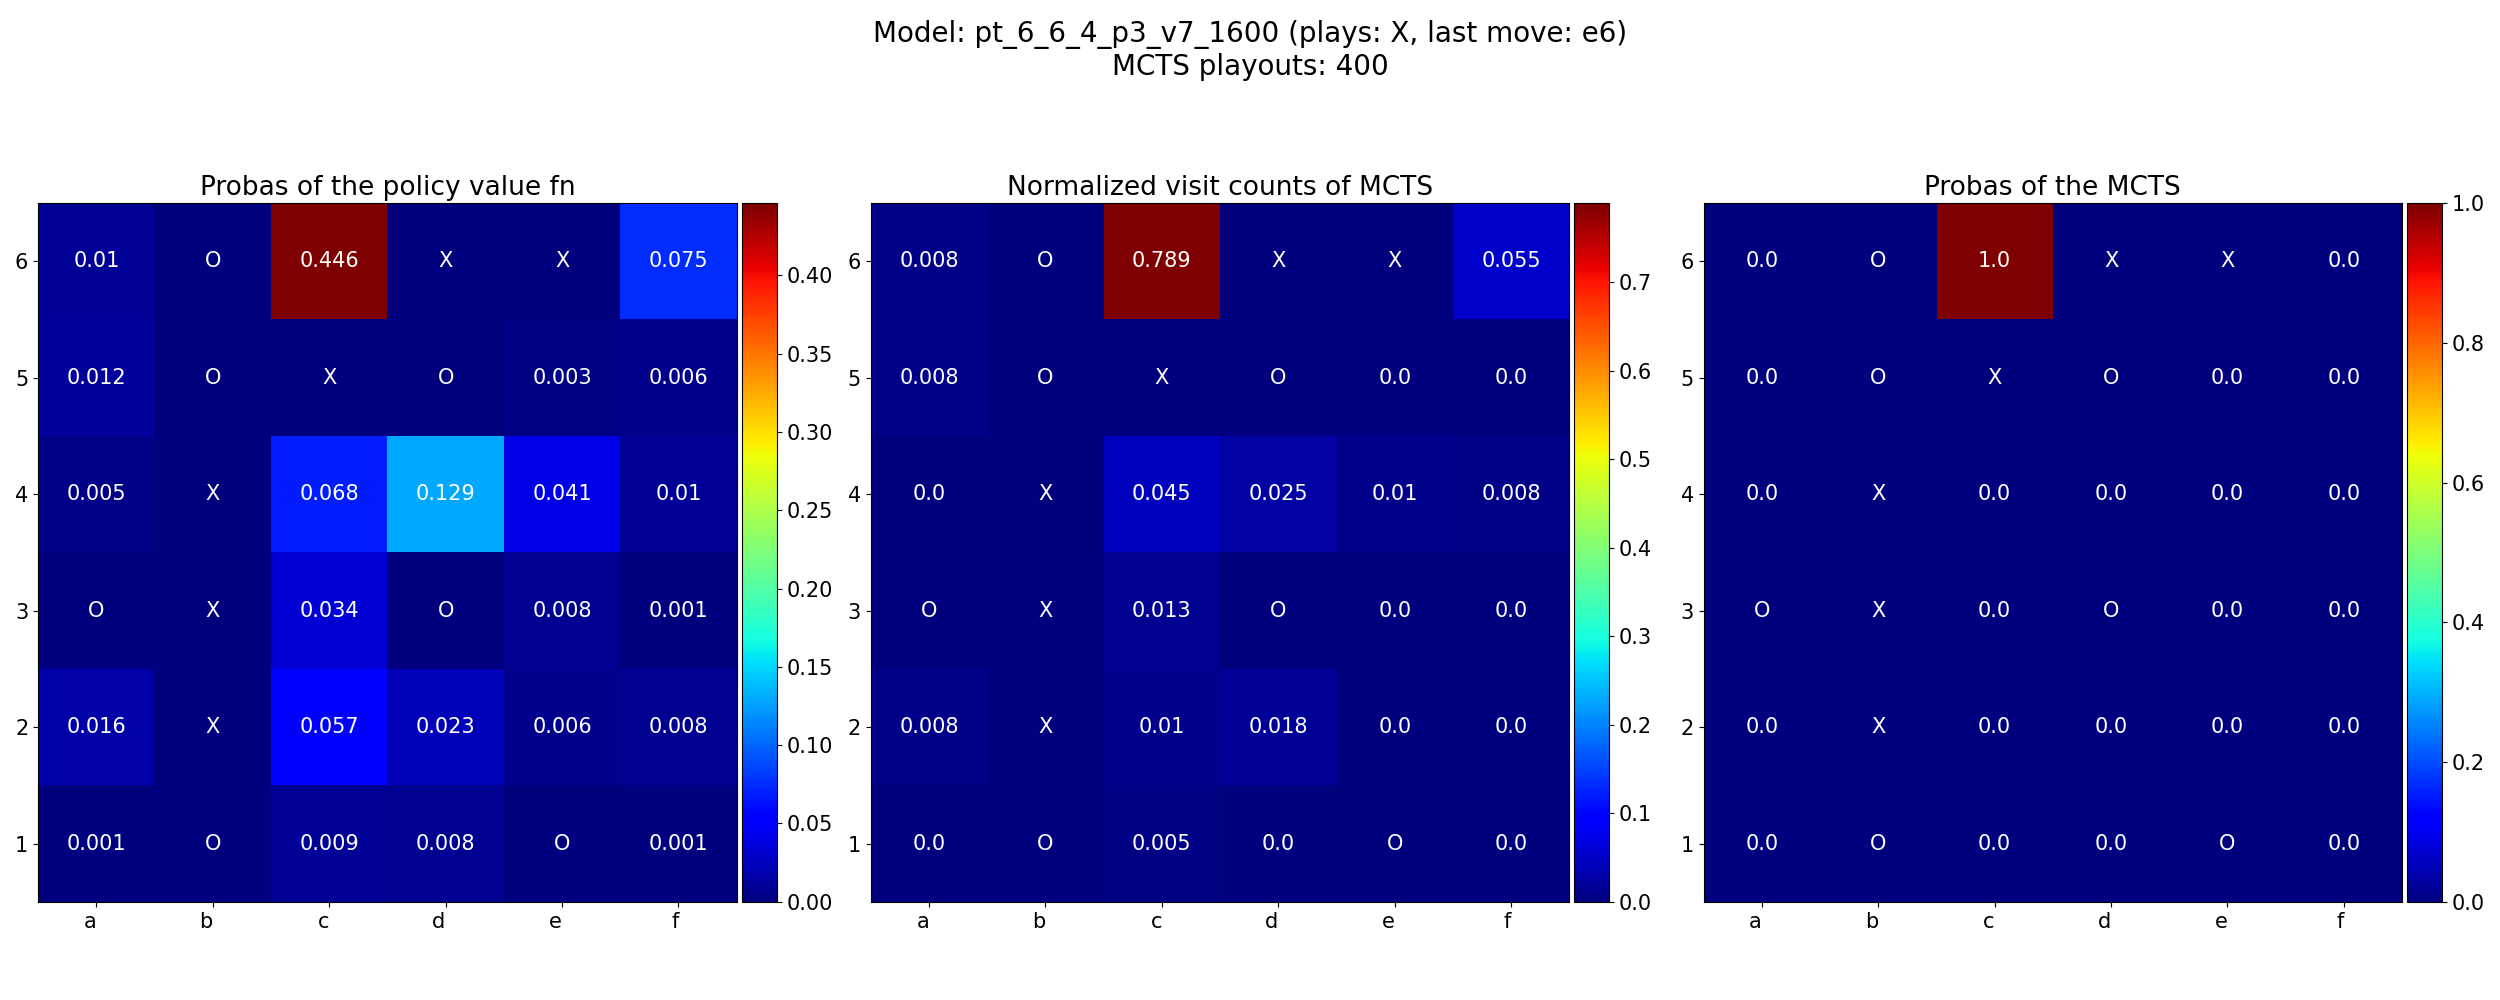 Model: pt_6_6_4_p3_v7_1600 (plays: X, last move: e6)
MCTS playouts: 400
Probas of the policy value fn
6 0.01 O 0.446 X X 0.075
5 0.012 O X O 0.003 0.006
4 0.005 X 0.068 0.129 0.041 0.01
3 O X 0.034 O 0.008 0.001
2 0.016 X 0.057 0.023 0.006 0.008
1 0.001 O 0.009 0.008 O 0.001
a b c d e f
0.40
0.35
0.30
0.25
0.20
0.15
0.10
0.05
0.00
Normalized visit counts of MCTS
6 0.008 O 0.789 X X 0.055
5 0.008 O X O 0.0 0.0
4 0.0 X 0.045 0.025 0.01 0.008
3 O X 0.013 O 0.0 0.0
2 0.008 X 0.01 0.018 0.0 0.0
1 0.0 O 0.005 0.0 O 0.0
a b c d e f
0.7
0.6
0.5
0.4
0.3
0.2
0.1
0.0
Probas of the MCTS
6 0.0 O 1.0 X X 0.0
5 0.0 O X O 0.0 0.0
4 0.0 X 0.0 0.0 0.0 0.0
3 O X 0.0 O 0.0 0.0
2 0.0 X 0.0 0.0 0.0 0.0
1 0.0 O 0.0 0.0 O 0.0
a b c d e f
1.0
0.8
0.6
0.4
0.2
0.0